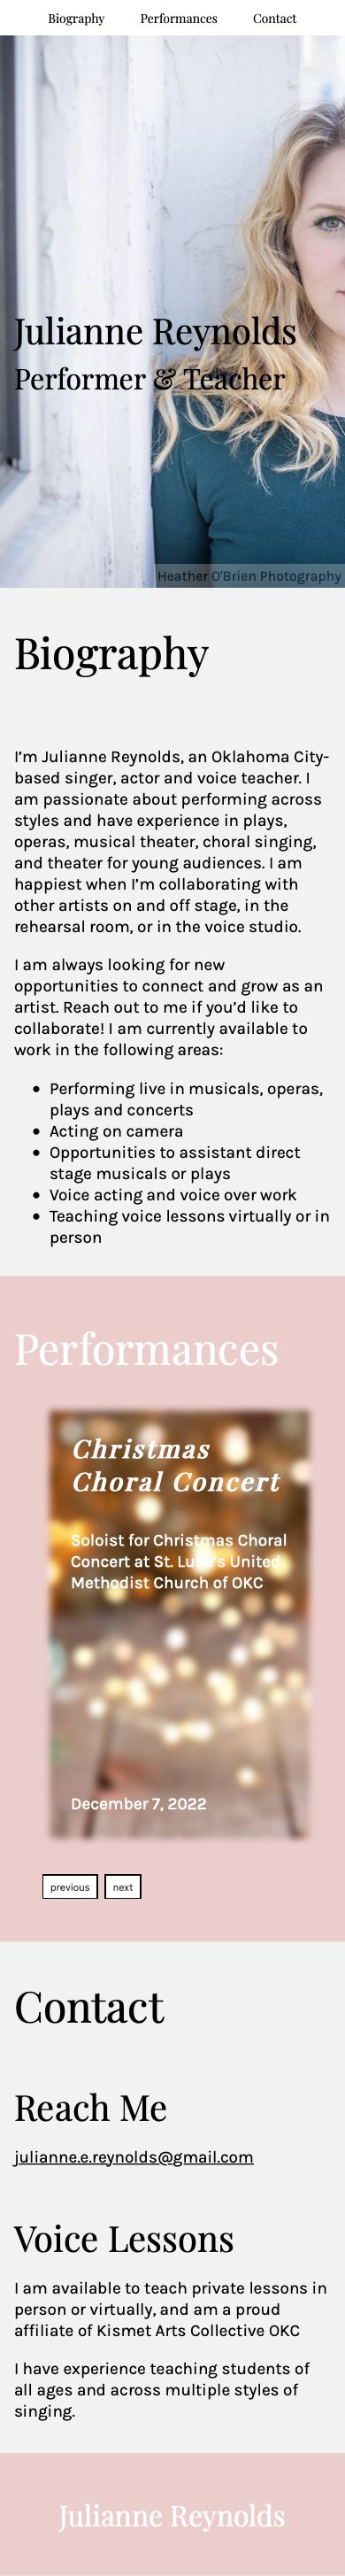 Biography Performances Contact
Julianne Reynolds
Performer & Teacher
Heather O'Brien Photography
Biography
I’m Julianne Reynolds, an Oklahoma City-
based singer, actor and voice teacher. I
am passionate about performing across
styles and have experience in plays,
operas, musical theater, choral singing,
and theater for young audiences. I am
happiest when I’m collaborating with
other artists on and off stage, in the
rehearsal room, or in the voice studio.
I am always looking for new
opportunities to connect and grow as an
artist. Reach out to me if you’d like to
collaborate! I am currently available to
work in the following areas:
• Performing live in musicals, operas,
plays and concerts
• Acting on camera
• Opportunities to assistant direct
stage musicals or plays
• Voice acting and voice over work
• Teaching voice lessons virtually or in
person
Performances
Christmas
Choral Concert
Soloist for Christmas Choral
Concert at St. Luke's United
Methodist Church of OKC
December 7, 2022
previous next
Contact
Reach Me
julianne.e.reynolds@gmail.com
Voice Lessons
I am available to teach private lessons in
person or virtually, and am a proud
affiliate of Kismet Arts Collective OKC
I have experience teaching students of
all ages and across multiple styles of
singing.
Julianne Reynolds